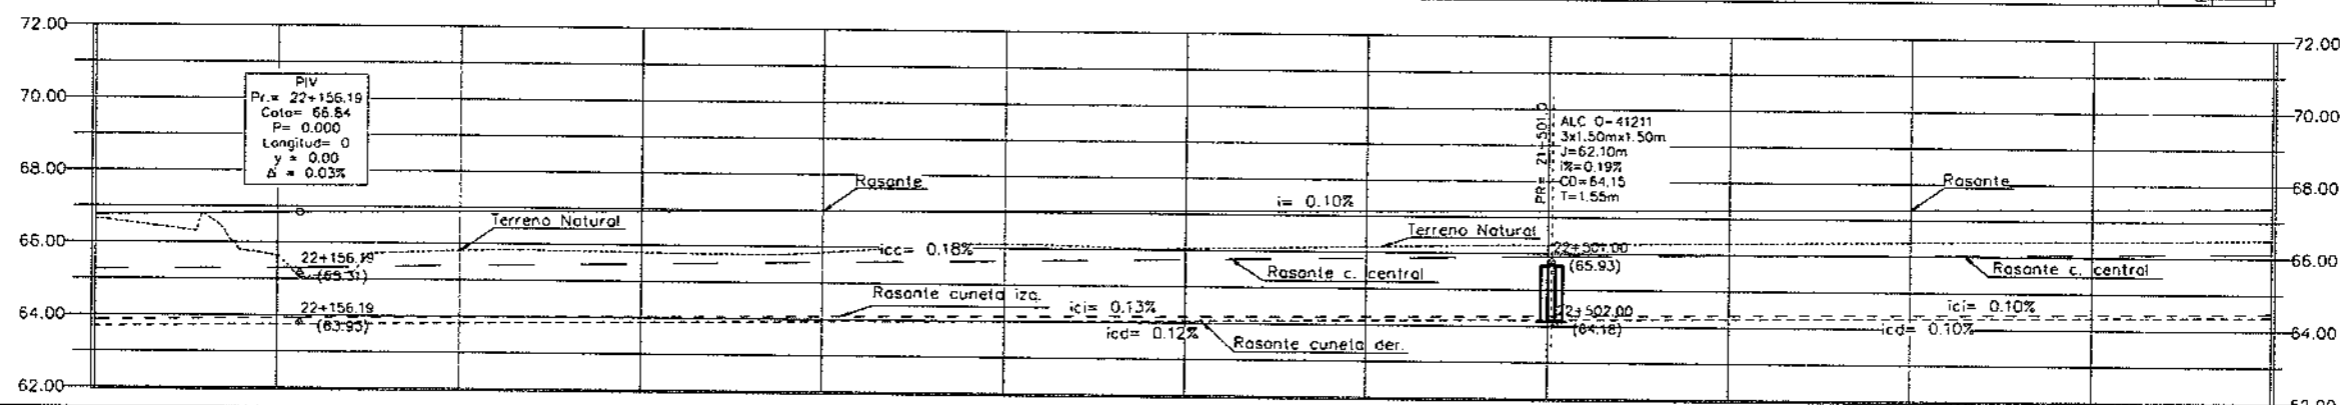 72.00
70.00
68.00
66.00
64.00
62.00
PIV
Pr.= 22+156.19
Cota= 66.84
P= 0.000
Longitud= 0
y = 0.00
Δ = 0.03%
Rasante
Terreno Natural
22+156.19
(65.31)
icc= 0.18%
i= 0.10%
22+156.19
(63.93)
Rasante cuneta izq.
ici= 0.13%
icd= 0.12%
Rasante cuneta der.
Rasante c. central
Terreno Natural
ALC O-41211
3x1.50mx1.50m
J=62.10m
i%=0.19%
CD=64.15
T=1.55m
22+501.00
(65.93)
22+502.00
(64.18)
Rasante
Rasante c. central
ici= 0.10%
icd= 0.10%
72.00
70.00
68.00
66.00
64.00